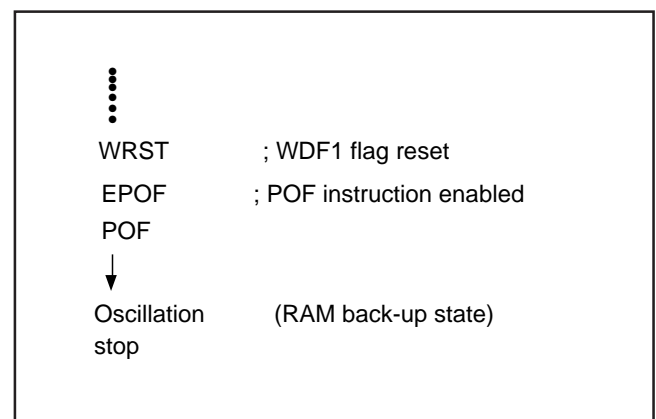 WRST ; WDF1 flag reset
EPOF ; POF instruction enabled
POF
Oscillation (RAM back-up state)
stop